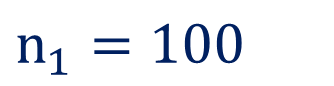 n₁ = 100